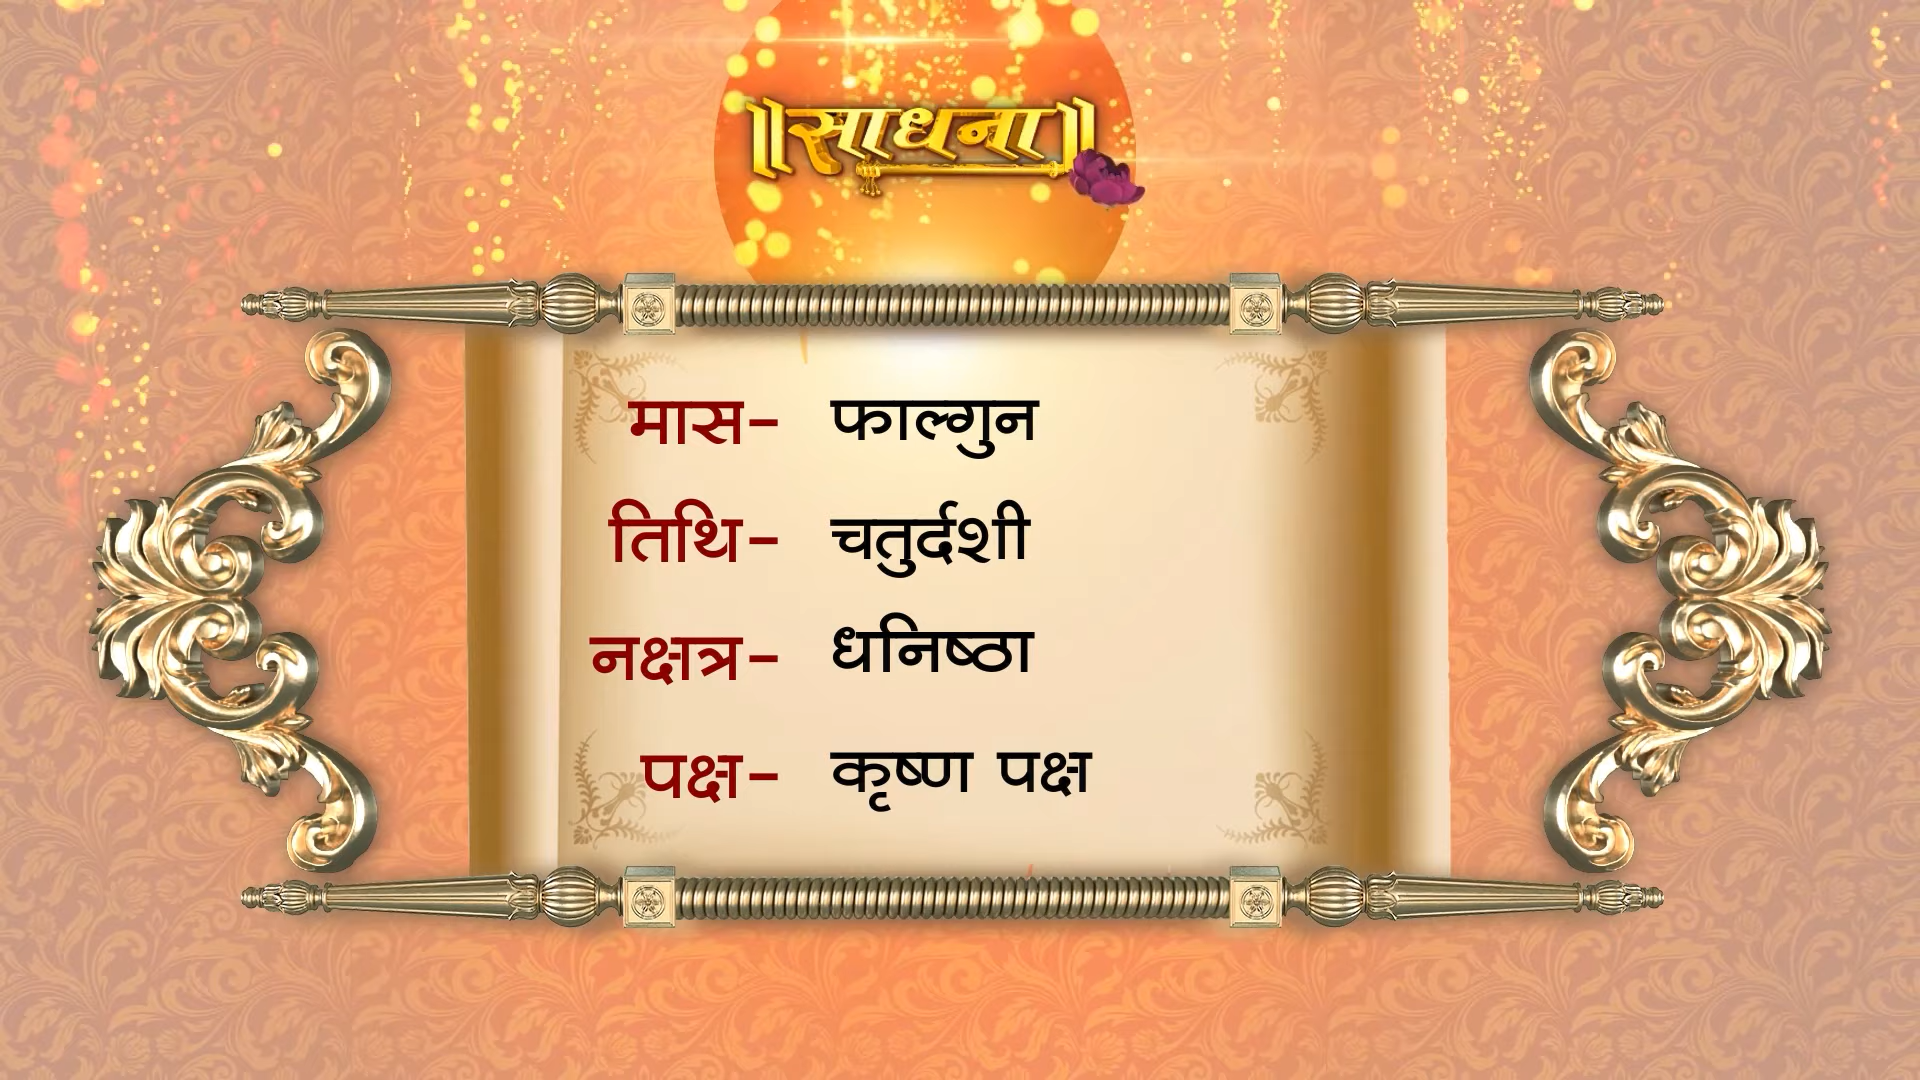 ॥साधना॥
मास- फाल्गुन
तिथि- चतुर्दशी
नक्षत्र- धनिष्ठा
पक्ष- कृष्ण पक्ष